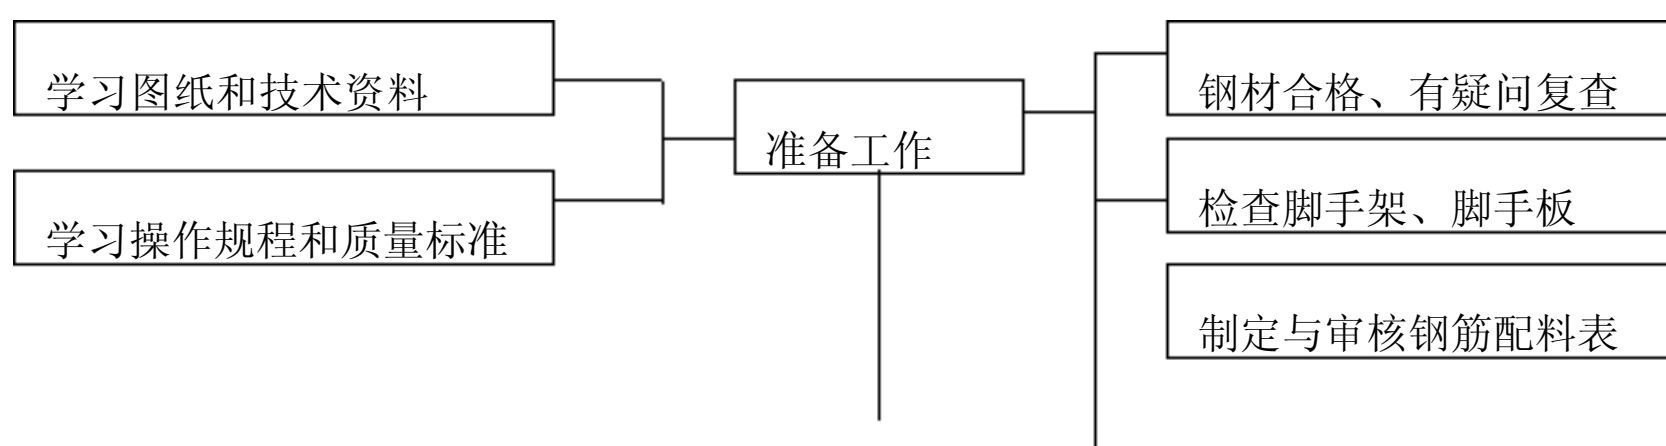 学习图纸和技术资料
学习操作规程和质量标准
准备工作
钢材合格、有疑问复查
检查脚手架、脚手板
制定与审核钢筋配料表